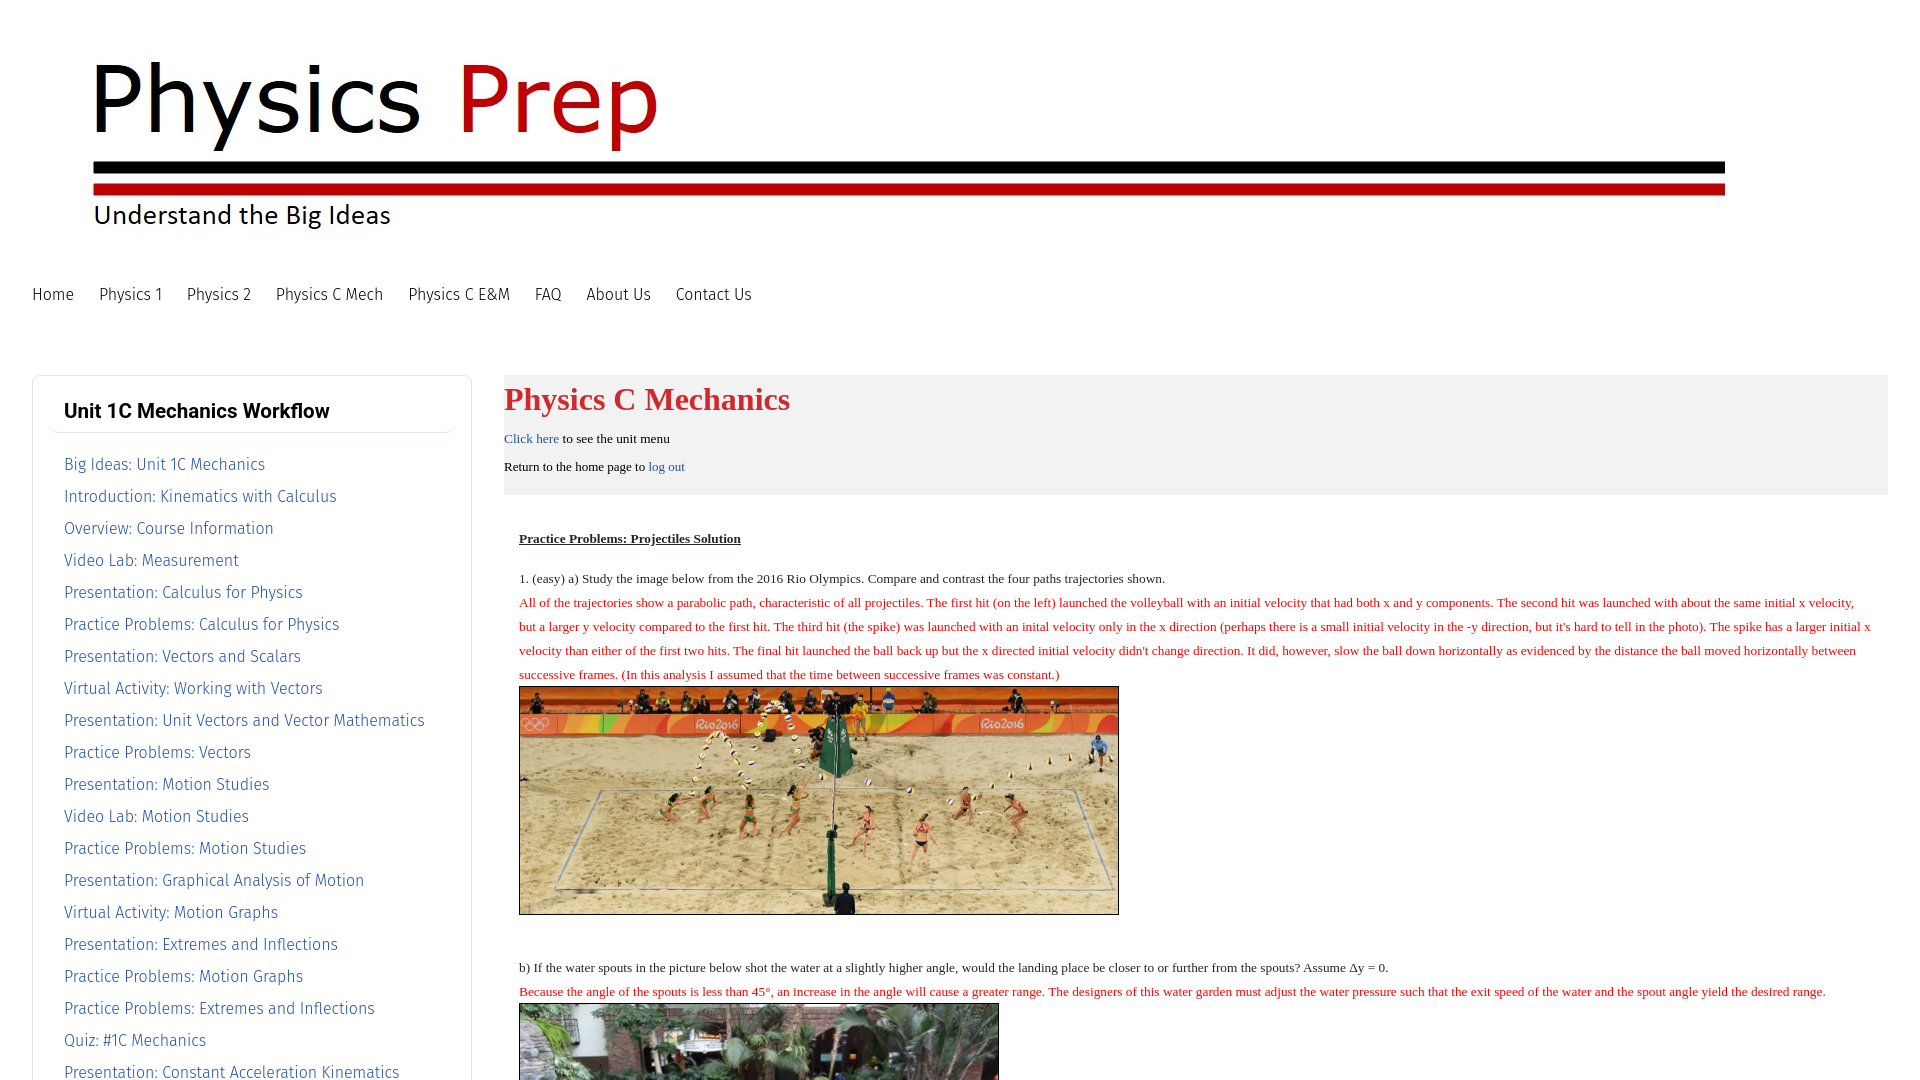 Physics Prep
Understand the Big Ideas
Home Physics 1 Physics 2 Physics C Mech Physics C E&M FAQ About Us Contact Us
Unit 1C Mechanics Workflow
Big Ideas: Unit 1C Mechanics
Introduction: Kinematics with Calculus
Overview: Course Information
Video Lab: Measurement
Presentation: Calculus for Physics
Practice Problems: Calculus for Physics
Presentation: Vectors and Scalars
Virtual Activity: Working with Vectors
Presentation: Unit Vectors and Vector Mathematics
Practice Problems: Vectors
Presentation: Motion Studies
Video Lab: Motion Studies
Practice Problems: Motion Studies
Presentation: Graphical Analysis of Motion
Virtual Activity: Motion Graphs
Presentation: Extremes and Inflections
Practice Problems: Motion Graphs
Practice Problems: Extremes and Inflections
Quiz: #1C Mechanics
Presentation: Constant Acceleration Kinematics
Physics C Mechanics
Click here to see the unit menu
Return to the home page to log out
Practice Problems: Projectiles Solution
1. (easy) a) Study the image below from the 2016 Rio Olympics. Compare and contrast the four paths trajectories shown.
All of the trajectories show a parabolic path, characteristic of all projectiles. The first hit (on the left) launched the volleyball with an initial velocity that had both x and y components. The second hit was launched with about the same initial x velocity,
but a larger y velocity compared to the first hit. The third hit (the spike) was launched with an inital velocity only in the x direction (perhaps there is a small initial velocity in the -y direction, but it's hard to tell in the photo). The spike has a larger initial x
velocity than either of the first two hits. The final hit launched the ball back up but the x directed initial velocity didn't change direction. It did, however, slow the ball down horizontally as evidenced by the distance the ball moved horizontally between
successive frames. (In this analysis I assumed that the time between successive frames was constant.)
Rio2016 Rio2016
b) If the water spouts in the picture below shot the water at a slightly higher angle, would the landing place be closer to or further from the spouts? Assume Δy = 0.
Because the angle of the spouts is less than 45°, an increase in the angle will cause a greater range. The designers of this water garden must adjust the water pressure such that the exit speed of the water and the spout angle yield the desired range.